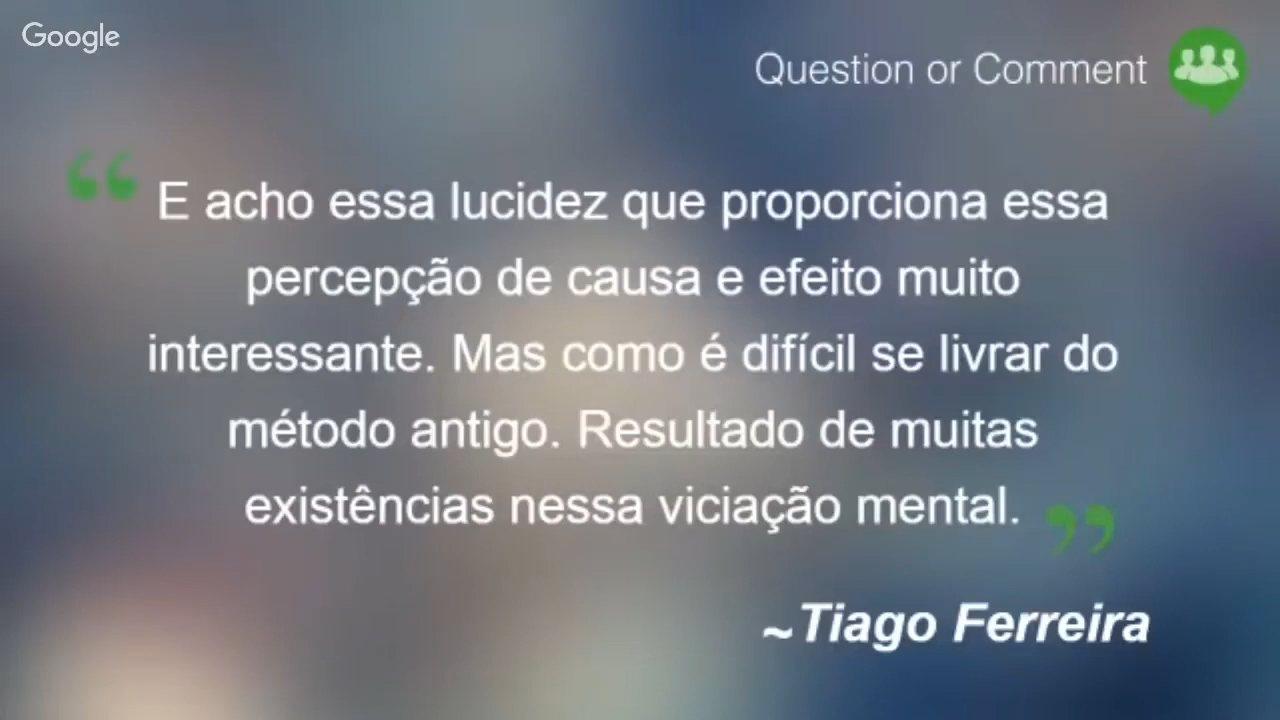 Google
Question or Comment
“ E acho essa lucidez que proporciona essa
percepção de causa e efeito muito
interessante. Mas como é difícil se livrar do
método antigo. Resultado de muitas
existências nessa viciação mental. ”
~Tiago Ferreira